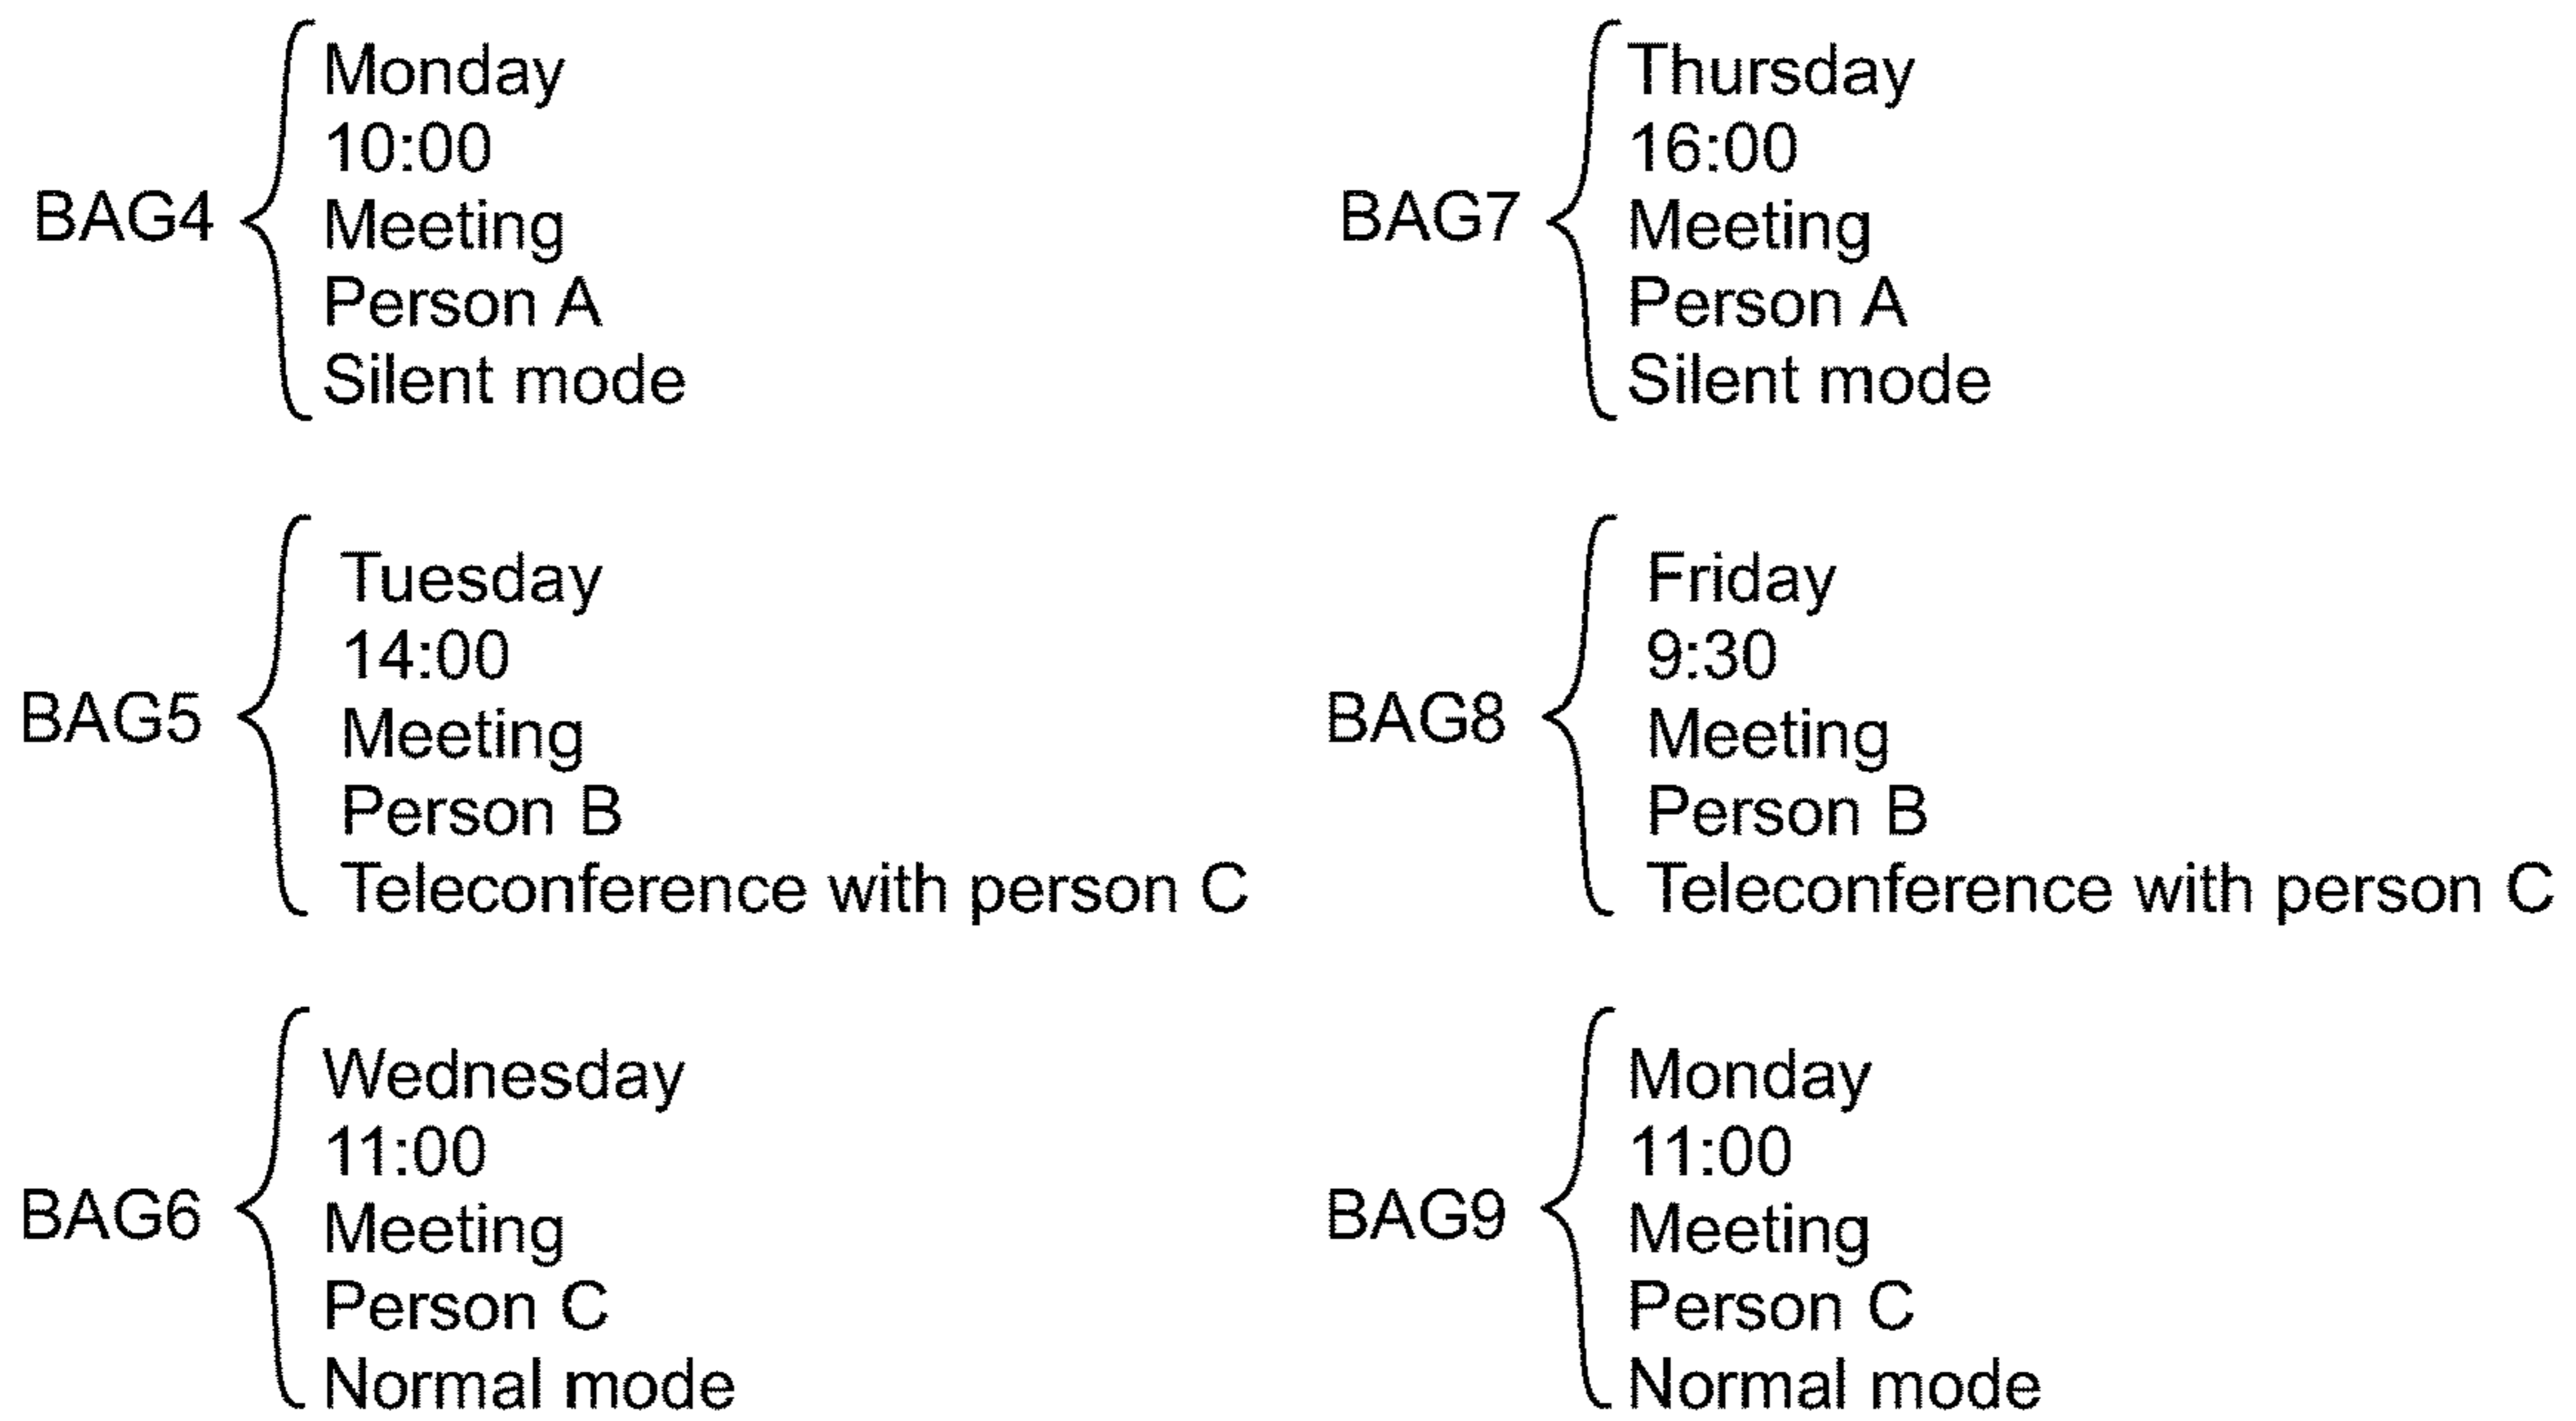 BAG4
Monday
10:00
Meeting
Person A
Silent mode
BAG5
Tuesday
14:00
Meeting
Person B
Teleconference with person C
BAG6
Wednesday
11:00
Meeting
Person C
Normal mode
BAG7
Thursday
16:00
Meeting
Person A
Silent mode
BAG8
Friday
9:30
Meeting
Person B
Teleconference with person C
BAG9
Monday
11:00
Meeting
Person C
Normal mode